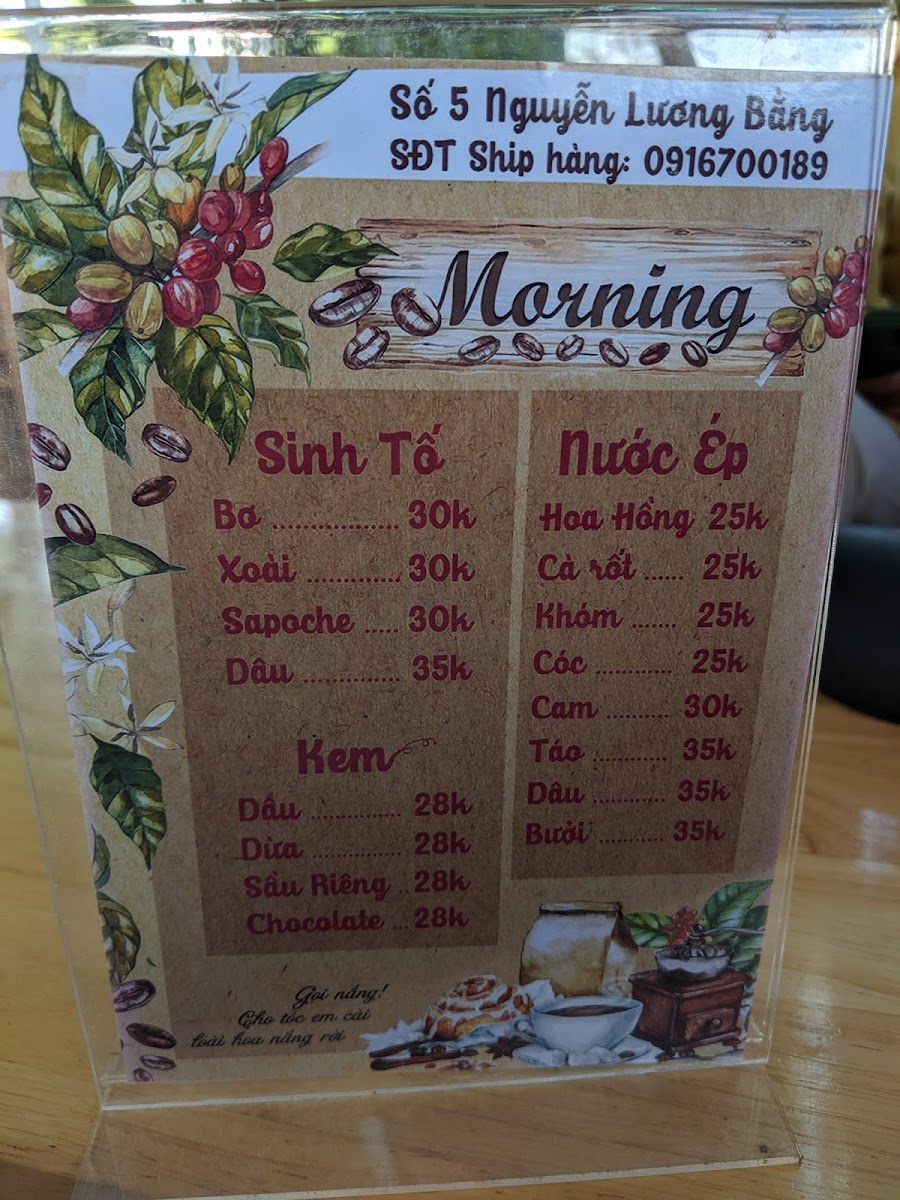 Số 5 Nguyễn Lương Bằng
SĐT Ship hàng: 0916700189
Morning
Sinh Tố
Bơ ................. 30k
Xoài ............. 30k
Sapoche ..... 30k
Dâu ............... 35k
Kem
Dâu .............. 28k
Dừa .............. 28k
Sầu Riêng .. 28k
Chocolate ... 28k
Nước Ép
Hoa Hồng 25k
Cà rốt ...... 25k
Khóm ....... 25k
Cóc ............ 25k
Cam .......... 30k
Táo ............ 35k
Dâu ........... 35k
Bưởi .......... 35k
Gọi nắng!
Cho tóc em cài
loài hoa nắng rơi